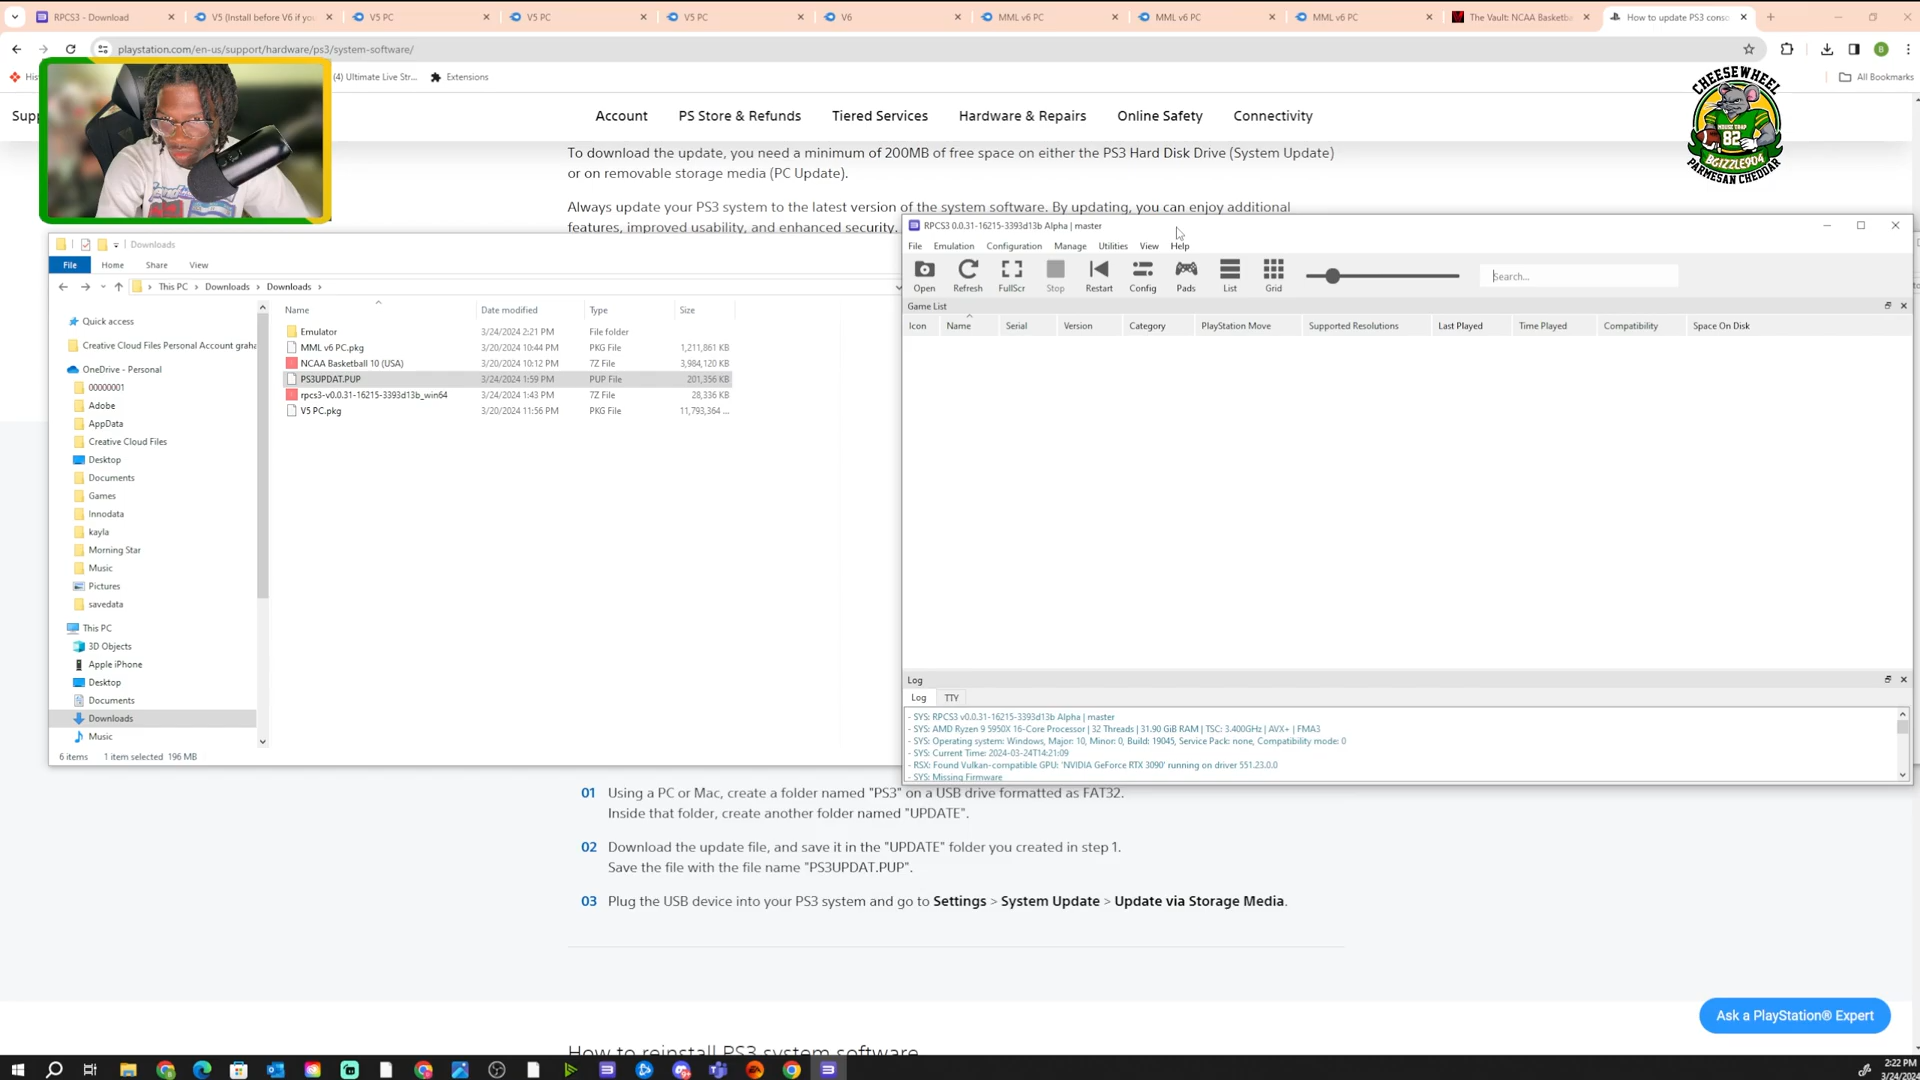 RPCS3 - Download
V5 (Install before V6 if yo
V5 PC
V5 PC
V5 PC
V6
MML v6 PC
MML v6 PC
MML v6 PC
The Vault: NCAA Basketb
How to update PS3 conso
playstation.com/en-us/support/hardware/ps3/system-software/
(4) Ultimate Live Str...
Extensions
All Bookmarks
Account
PS Store & Refunds
Tiered Services
Hardware & Repairs
Online Safety
Connectivity
CHEESEWHEEL
MOUSE TRAP
82
BGIZZLE904
PARMESAN CHEDDAR
To download the update, you need a minimum of 200MB of free space on either the PS3 Hard Disk Drive (System Update)
or on removable storage media (PC Update).
Always update your PS3 system to the latest version of the system software. By updating, you can enjoy additional
features, improved usability, and enhanced security,
Downloads
File
Home
Share
View
This PC
Downloads
Downloads
Name
Date modified
Type
Size
Quick access
Creative Cloud Files Personal Account graha
OneDrive - Personal
00000001
Adobe
AppData
Creative Cloud Files
Desktop
Documents
Games
Innodata
kayla
Morning Star
Music
Pictures
savedata
This PC
3D Objects
Apple iPhone
Desktop
Documents
Downloads
Music
Emulator 3/24/2024 2:21 PM File folder
MML v6 PC.pkg 3/20/2024 10:44 PM PKG File 1,211,861 KB
NCAA Basketball 10 (USA) 3/20/2024 10:12 PM 7Z File 3,984,120 KB
PS3UPDAT.PUP 3/24/2024 1:59 PM PUP File 201,356 KB
rpcs3-v0.0.31-16215-3393d13b_win64 3/24/2024 1:43 PM 7Z File 28,336 KB
V5 PC.pkg 3/20/2024 11:56 PM PKG File 11,793,364 ...
6 items 1 item selected 196 MB
RPCS3 0.0.31-16215-3393d13b Alpha | master
File Emulation Configuration Manage Utilities View Help
Open
Refresh
FullScr
Stop
Restart
Config
Pads
List
Grid
Search...
Game List
Icon
Name
Serial
Version
Category
PlayStation Move
Supported Resolutions
Last Played
Time Played
Compatibility
Space On Disk
Log
Log
TTY
- SYS: RPCS3 v0.0.31-16215-3393d13b Alpha | master
- SYS: AMD Ryzen 9 5950X 16-Core Processor | 32 Threads | 31.90 GiB RAM | TSC: 3.400GHz | AVX+ | FMA3
- SYS: Operating system: Windows, Major: 10, Minor: 0, Build: 19045, Service Pack: none, Compatibility mode: 0
- SYS: Current Time: 2024-03-24T14:21:09
- RSX: Found Vulkan-compatible GPU: 'NVIDIA GeForce RTX 3090' running on driver 551.23.0.0
- SYS: Missing Firmware
01 Using a PC or Mac, create a folder named "PS3" on a USB drive formatted as FAT32.
Inside that folder, create another folder named "UPDATE".
02 Download the update file, and save it in the "UPDATE" folder you created in step 1.
Save the file with the file name "PS3UPDAT.PUP".
03 Plug the USB device into your PS3 system and go to Settings > System Update > Update via Storage Media.
How to reinstall PS3 system software
Ask a PlayStation® Expert
2:22 PM
3/24/2024